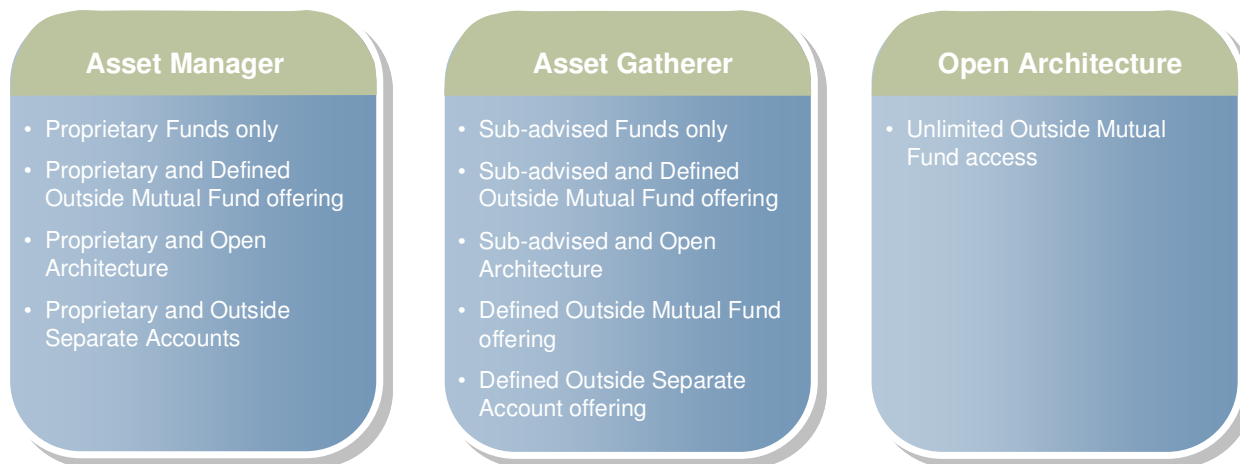 Asset Manager
• Proprietary Funds only
• Proprietary and Defined
Outside Mutual Fund offering
• Proprietary and Open
Architecture
• Proprietary and Outside
Separate Accounts
Asset Gatherer
• Sub-advised Funds only
• Sub-advised and Defined
Outside Mutual Fund offering
• Sub-advised and Open
Architecture
• Defined Outside Mutual Fund
offering
• Defined Outside Separate
Account offering
Open Architecture
• Unlimited Outside Mutual
Fund access